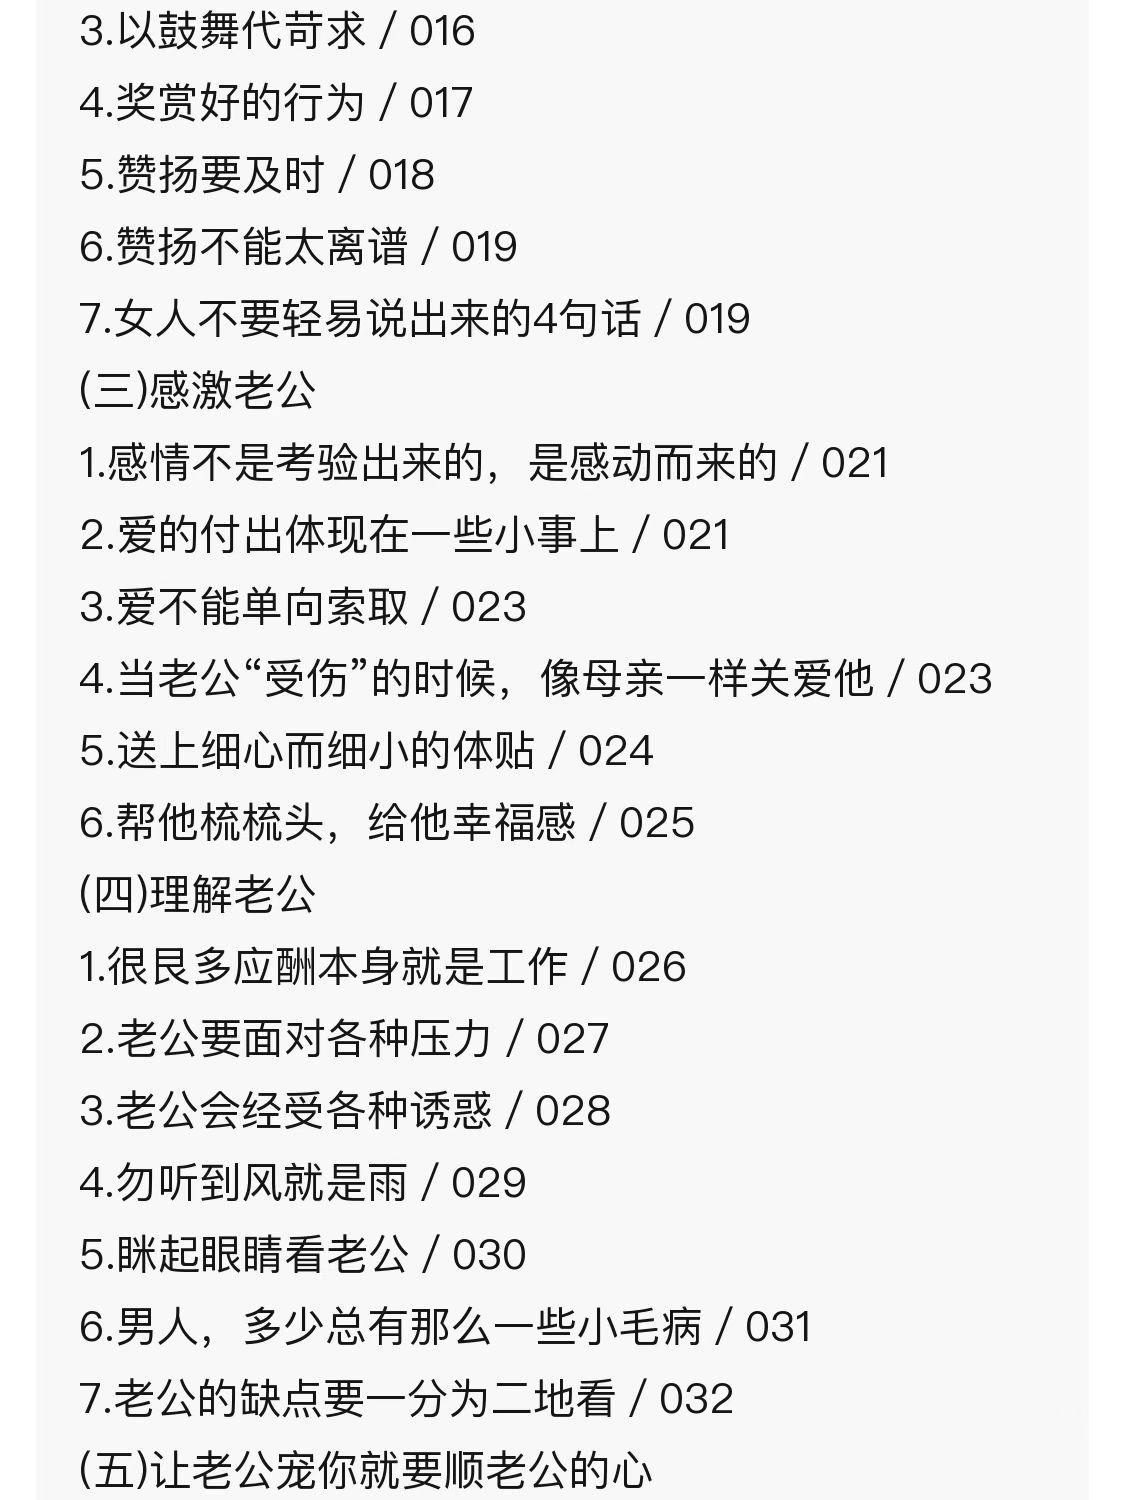 3.以鼓舞代苛求 / 016
4.奖赏好的行为 / 017
5.赞扬要及时 / 018
6.赞扬不能太离谱 / 019
7.女人不要轻易说出来的4句话 / 019
(三)感激老公
1.感情不是考验出来的，是感动而来的 / 021
2.爱的付出体现在一些小事上 / 021
3.爱不能单向索取 / 023
4.当老公“受伤”的时候，像母亲一样关爱他 / 023
5.送上细心而细小的体贴 / 024
6.帮他梳梳头，给他幸福感 / 025
(四)理解老公
1.很艮多应酬本身就是工作 / 026
2.老公要面对各种压力 / 027
3.老公会经受各种诱惑 / 028
4.勿听到风就是雨 / 029
5.眯起眼睛看老公 / 030
6.男人，多少总有那么一些小毛病 / 031
7.老公的缺点要一分为二地看 / 032
(五)让老公宠你就要顺老公的心